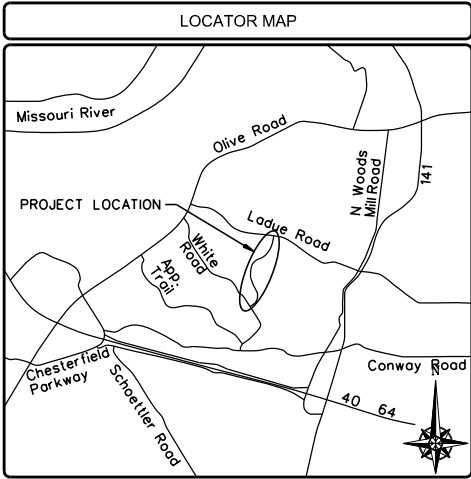 LOCATOR MAP
Missouri River
Olive Road
N Woods
Mill Road
141
PROJECT LOCATION
Ladue Road
White
Road
App.
Trail
Chesterfield
Parkway
Schoettler Road
Conway Road
N
40 64